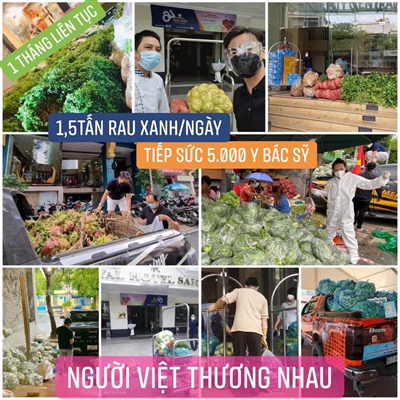 1 THÁNG LIÊN TỤC
1,5TẤN RAU XANH/NGÀY
TIẾP SỨC 5.000 Y BÁC SỸ
NGƯỜI VIỆT THƯƠNG NHAU